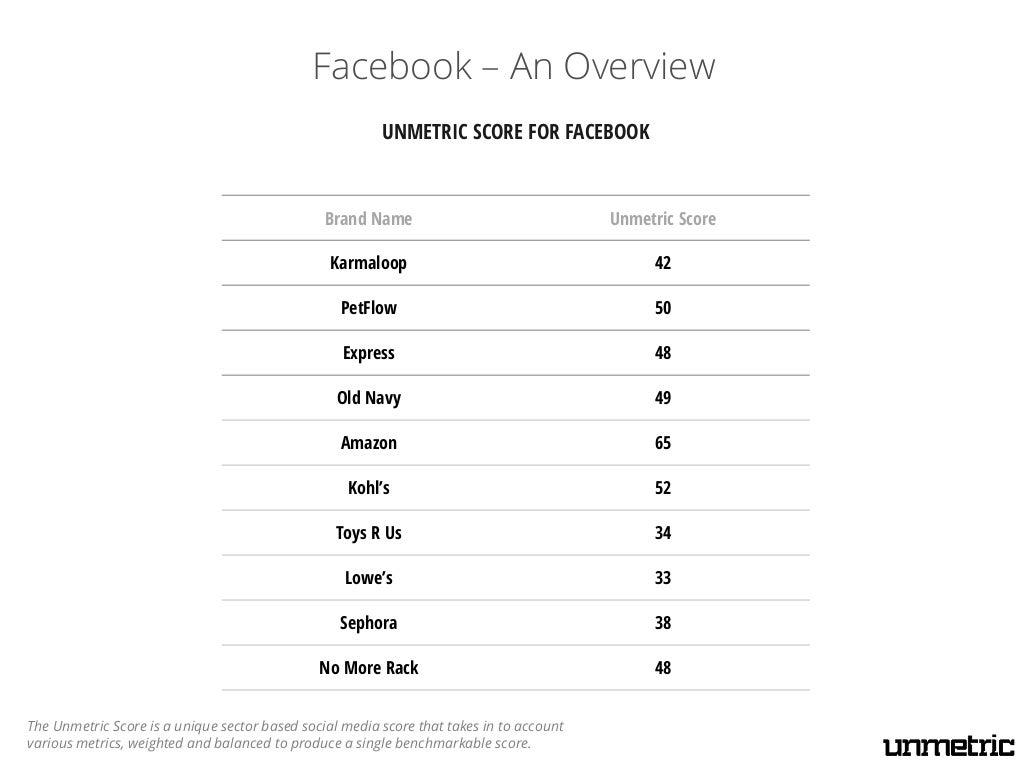 Facebook – An Overview
UNMETRIC SCORE FOR FACEBOOK
Brand Name Unmetric Score
Karmaloop 42
PetFlow 50
Express 48
Old Navy 49
Amazon 65
Kohl’s 52
Toys R Us 34
Lowe’s 33
Sephora 38
No More Rack 48
The Unmetric Score is a unique sector based social media score that takes in to account
various metrics, weighted and balanced to produce a single benchmarkable score.
unmetric